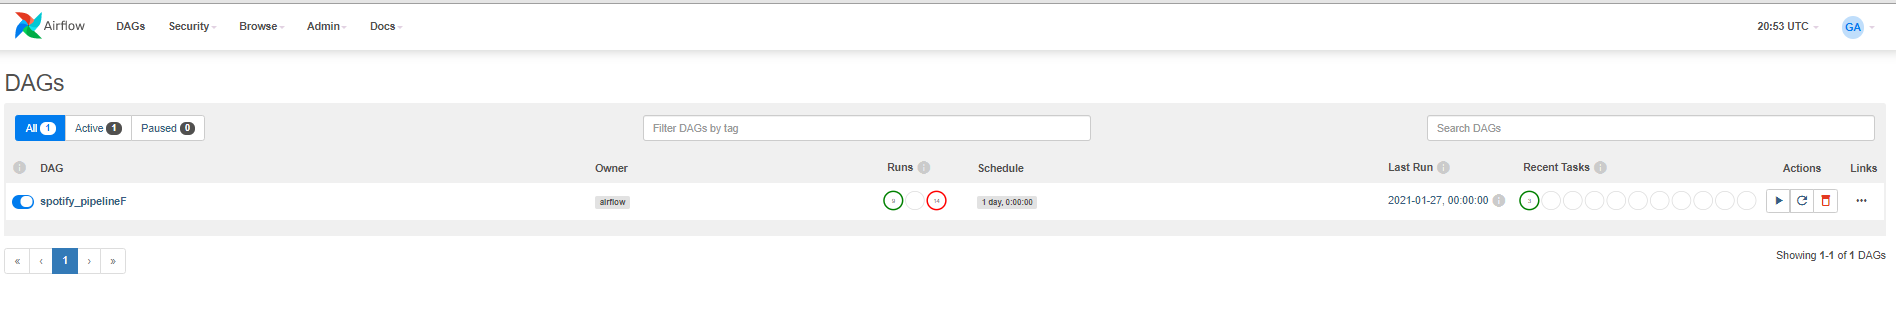 Airflow DAGs Security Browse Admin Docs 20:53 UTC GA
DAGs
All 1 Active 1 Paused 0 Filter DAGs by tag Search DAGs
i DAG Owner Runs i Schedule Last Run i Recent Tasks i Actions Links
spotify_pipelineF airflow 9 14 1 day, 0:00:00 2021-01-27, 00:00:00 i 3
« ‹ 1 › » Showing 1-1 of 1 DAGs